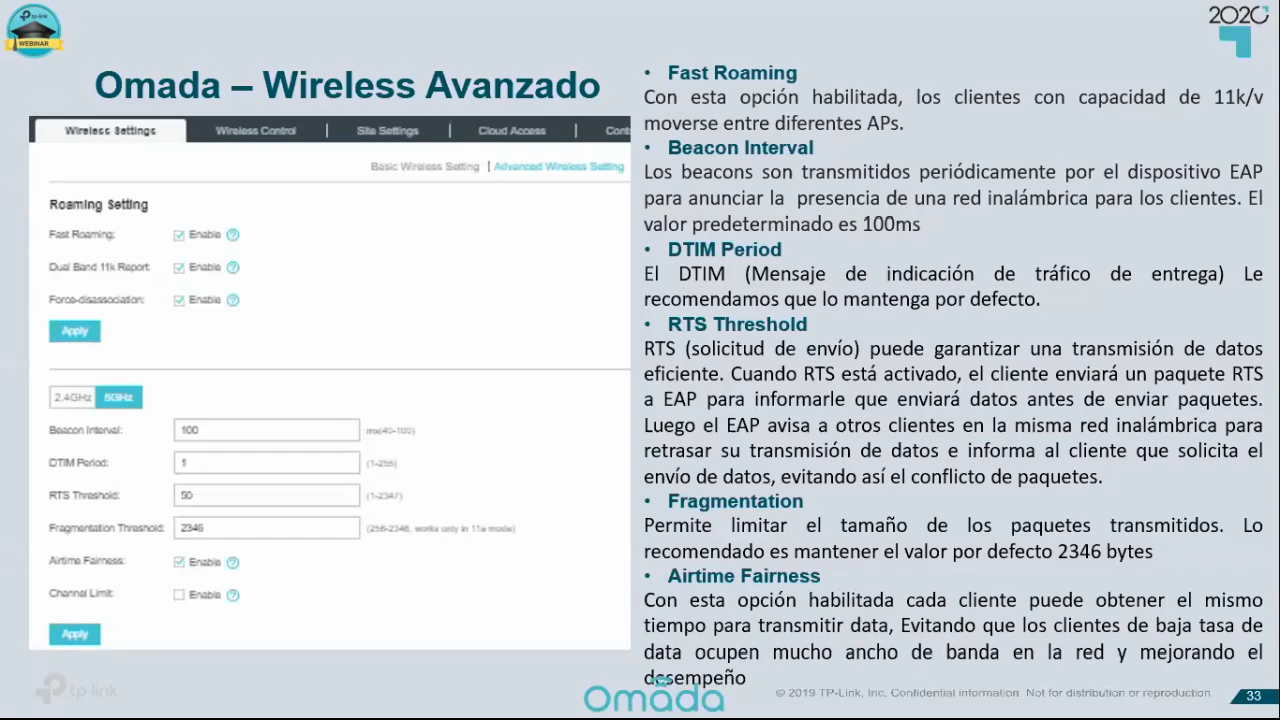 tp-link
WEBINAR
2020
Omada – Wireless Avanzado
Wireless Settings
Wireless Control
Site Settings
Cloud Access
Cont
Basic Wireless Setting
Advanced Wireless Setting
Roaming Setting
Fast Roaming:
Enable
Dual Band 11k Report:
Enable
Force-disassociation:
Enable
Apply
2.4GHz
5GHz
Beacon Interval:
100
ms(40-100)
DTIM Period:
1
(1-255)
RTS Threshold:
50
(1-2347)
Fragmentation Threshold:
2346
(256-2346, works only in 11a mode)
Airtime Fairness:
Enable
Channel Limit:
Enable
Apply
• Fast Roaming
Con esta opción habilitada, los clientes con capacidad de 11k/v
moverse entre diferentes APs.
• Beacon Interval
Los beacons son transmitidos periódicamente por el dispositivo EAP
para anunciar la presencia de una red inalámbrica para los clientes. El
valor predeterminado es 100ms
• DTIM Period
El DTIM (Mensaje de indicación de tráfico de entrega) Le
recomendamos que lo mantenga por defecto.
• RTS Threshold
RTS (solicitud de envío) puede garantizar una transmisión de datos
eficiente. Cuando RTS está activado, el cliente enviará un paquete RTS
a EAP para informarle que enviará datos antes de enviar paquetes.
Luego el EAP avisa a otros clientes en la misma red inalámbrica para
retrasar su transmisión de datos e informa al cliente que solicita el
envío de datos, evitando así el conflicto de paquetes.
• Fragmentation
Permite limitar el tamaño de los paquetes transmitidos. Lo
recomendado es mantener el valor por defecto 2346 bytes
• Airtime Fairness
Con esta opción habilitada cada cliente puede obtener el mismo
tiempo para transmitir data, Evitando que los clientes de baja tasa de
data ocupen mucho ancho de banda en la red y mejorando el
desempeño
tp-link
Omada
© 2019 TP-Link, Inc. Confidential information. Not for distribution or reproduction.
33